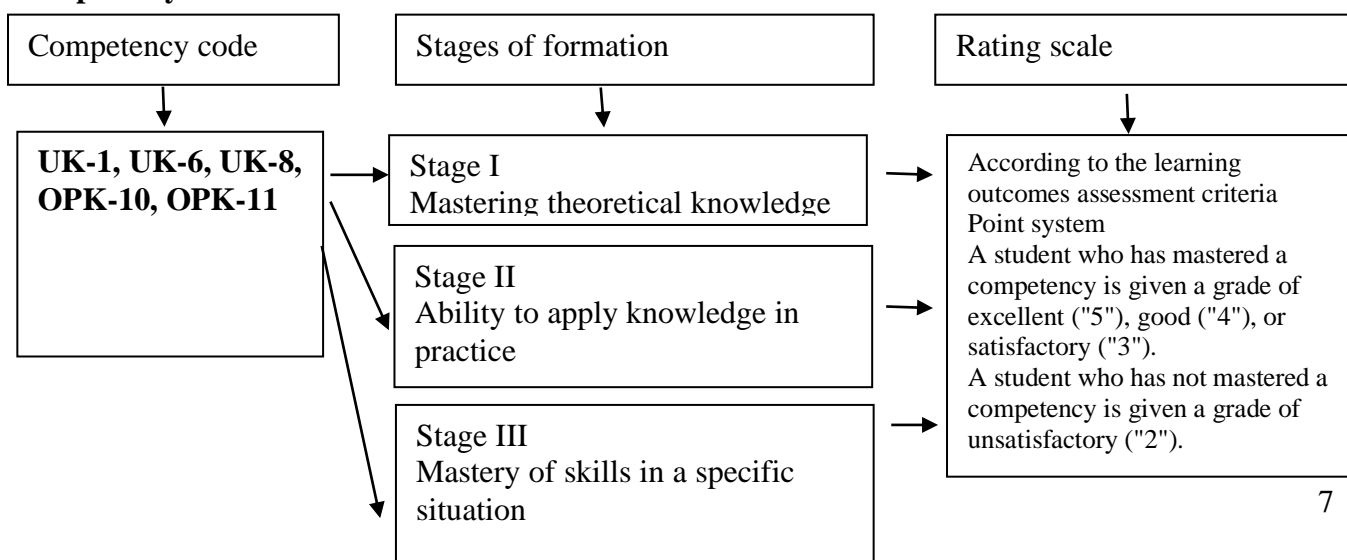 Competency code
Stages of formation
Rating scale
UK-1, UK-6, UK-8,
OPK-10, OPK-11
Stage I
Mastering theoretical knowledge
Stage II
Ability to apply knowledge in
practice
Stage III
Mastery of skills in a specific
situation
According to the learning
outcomes assessment criteria
Point system
A student who has mastered a
competency is given a grade of
excellent ("5"), good ("4"), or
satisfactory ("3").
A student who has not mastered a
competency is given a grade of
unsatisfactory ("2").
7